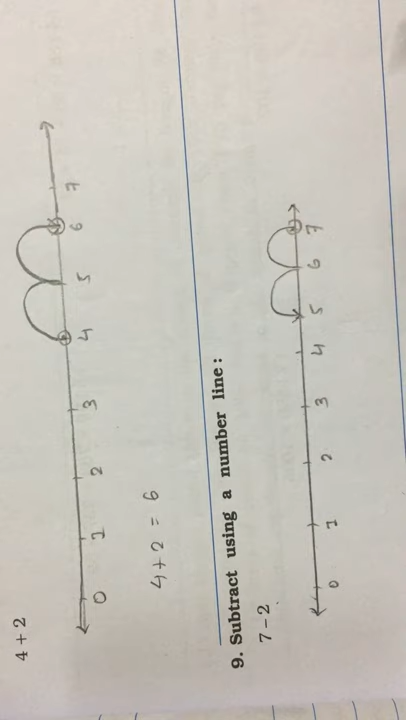 4 + 2
0 1 2 3 4 5 6 7
4 + 2 = 6
9. Subtract using a number line :
7 - 2
0 1 2 3 4 5 6 7